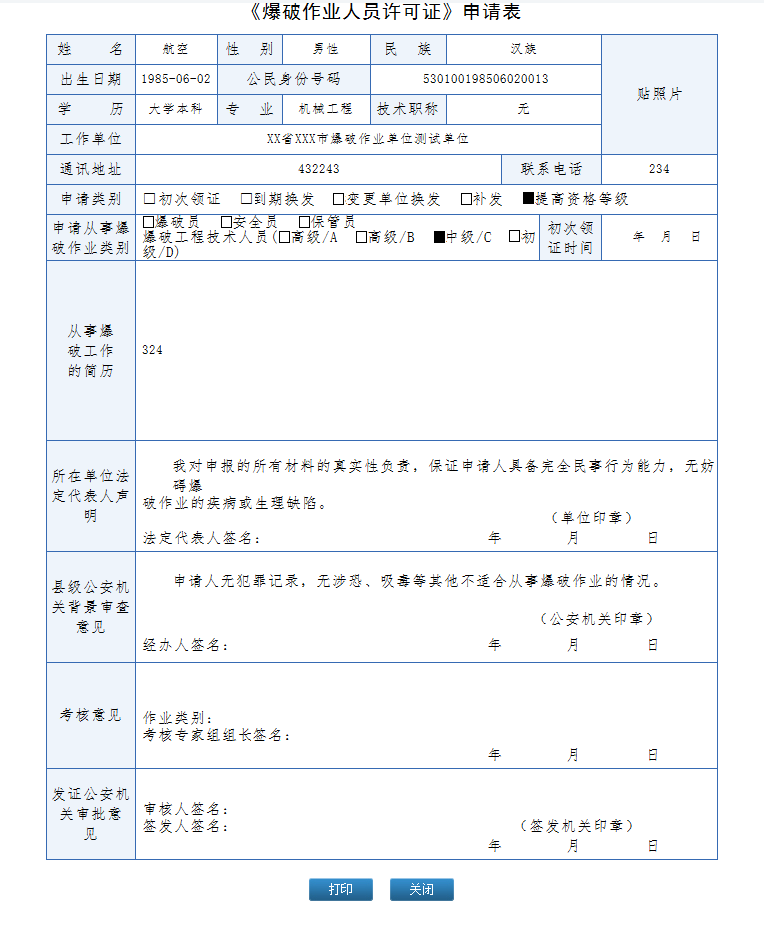 《爆破作业人员许可证》申请表
姓 名 航空 性 别 男性 民 族 汉族
贴照片
出生日期 1985-06-02 公民身份号码 530100198506020013
学 历 大学本科 专 业 机械工程 技术职称 无
工作单位 XX省XXX市爆破作业单位测试单位
通讯地址 432243 联系电话 234
申请类别 □初次领证 □到期换发 □变更单位换发 □补发 ■提高资格等级
申请从事爆
破作业类别
□爆破员 □安全员 □保管员
爆破工程技术人员(□高级/A □高级/B ■中级/C □初
级/D)
初次领
证时间
年 月 日
从事爆
破工作
的简历
324
所在单位法
定代表人声
明
我对申报的所有材料的真实性负责，保证申请人具备完全民事行为能力，无妨
碍爆
破作业的疾病或生理缺陷。
（单位印章）
法定代表人签名： 年 月 日
县级公安机
关背景审查
意见
申请人无犯罪记录，无涉恐、吸毒等其他不适合从事爆破作业的情况。
（公安机关印章）
经办人签名： 年 月 日
考核意见
作业类别：
考核专家组组长签名：
年 月 日
发证公安机
关审批意
见
审核人签名：
签发人签名： （签发机关印章）
年 月 日
打印 关闭